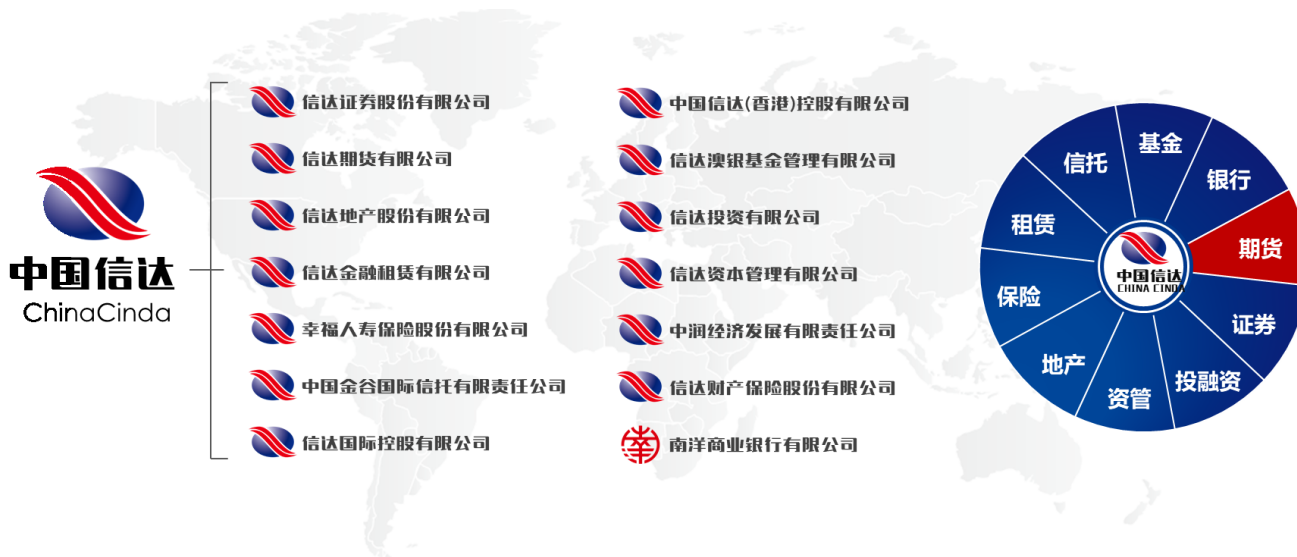 中国信达
ChinaCinda
信达证券股份有限公司
信达期货有限公司
信达地产股份有限公司
信达金融租赁有限公司
幸福人寿保险股份有限公司
中国金谷国际信托有限责任公司
信达国际控股有限公司
中国信达(香港)控股有限公司
信达澳银基金管理有限公司
信达投资有限公司
信达资本管理有限公司
中润经济发展有限责任公司
信达财产保险股份有限公司
南洋商业银行有限公司
基金
银行
期货
证券
投融资
资管
地产
保险
租赁
信托
中国信达
CHINA CINDA